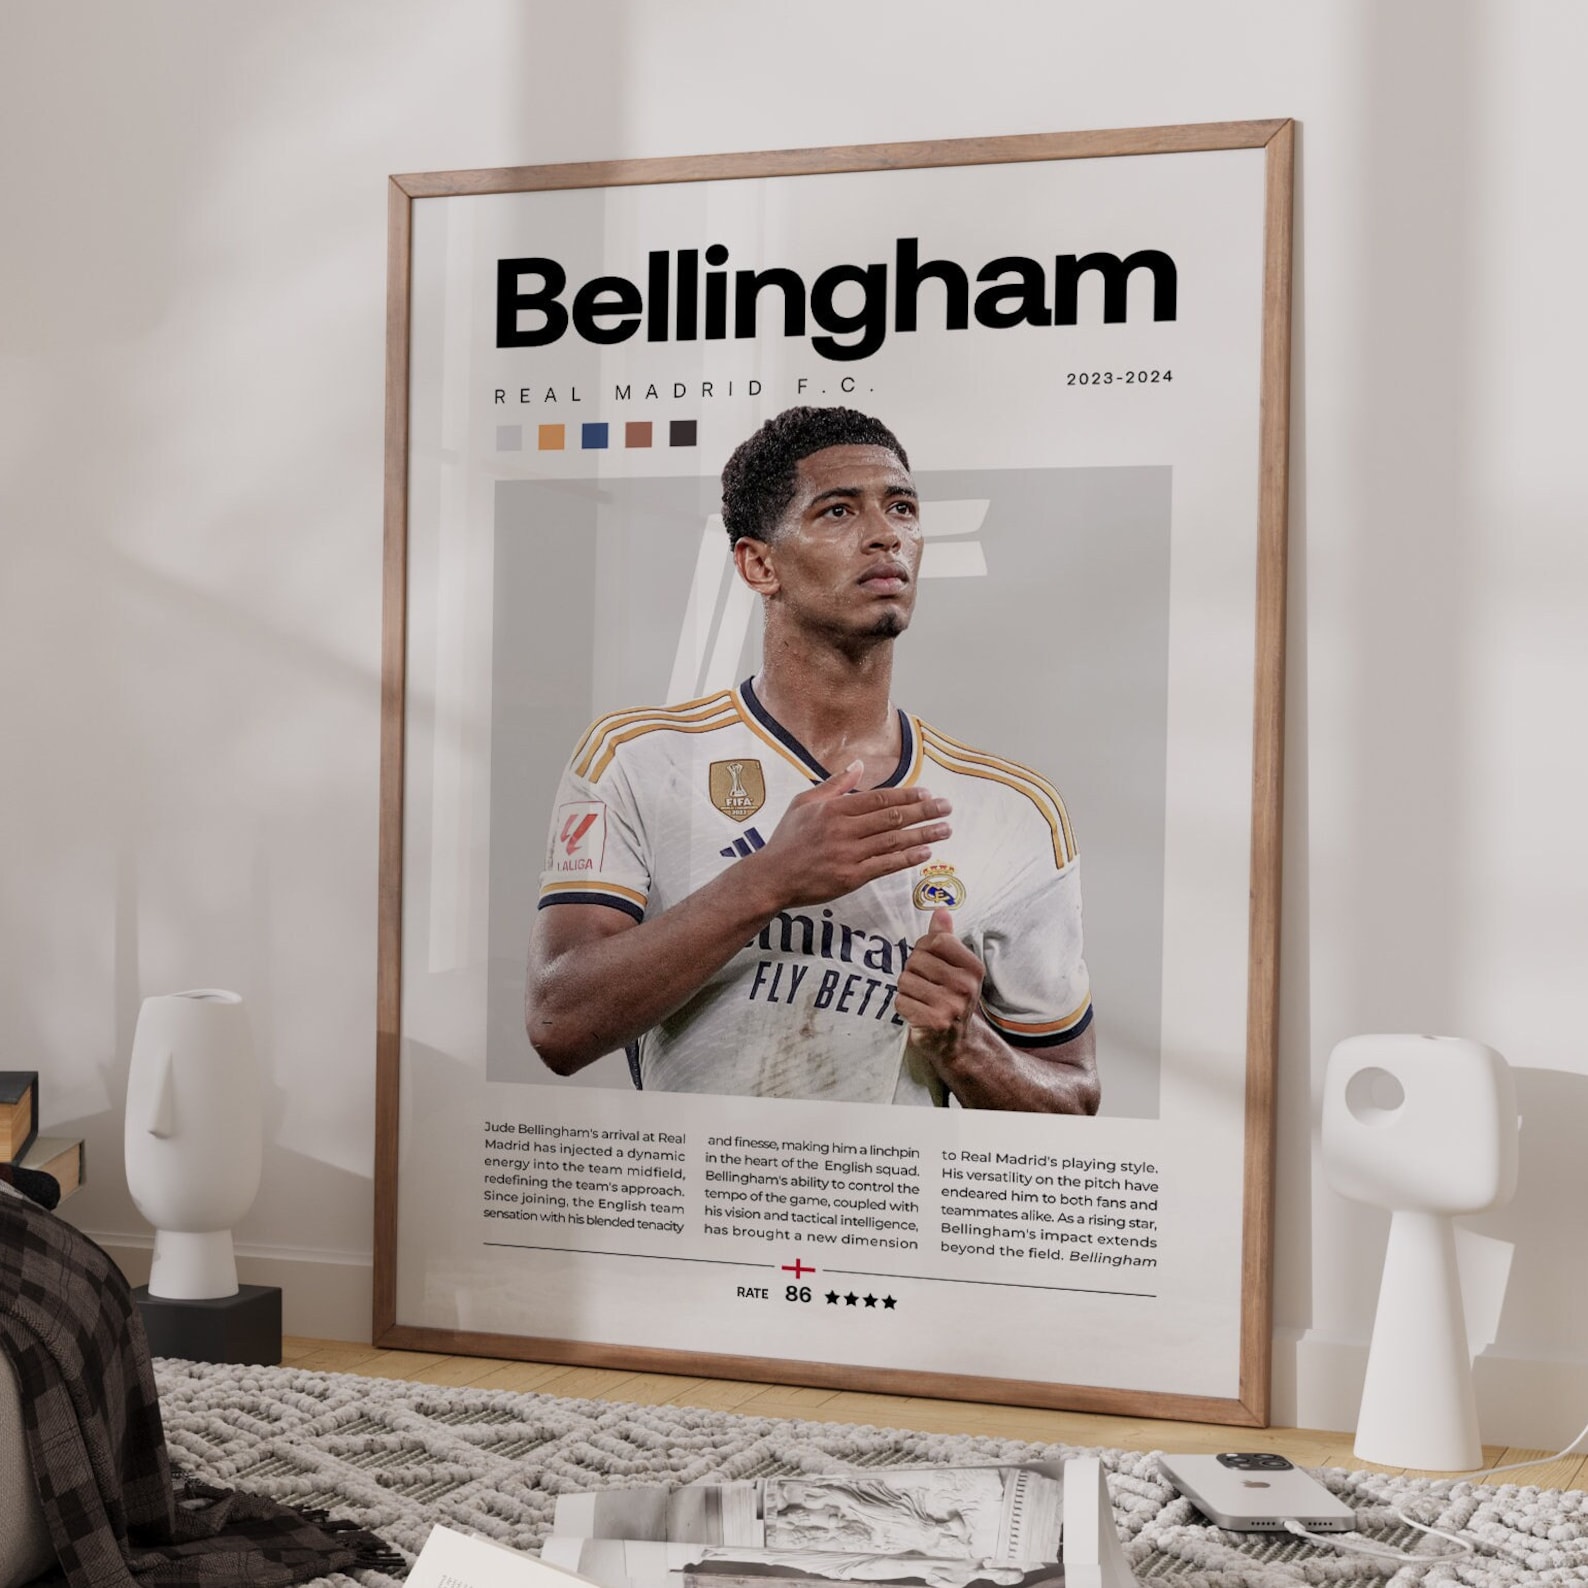 Bellingham
REAL MADRID F.C.
2023-2024
FIFA
LALIGA
mirat
FLY BETTE
Jude Bellingham's arrival at Real
Madrid has injected a dynamic
energy into the team midfield,
redefining the team's approach.
Since joining, the English team
sensation with his blended tenacity
and finesse, making him a linchpin
in the heart of the English squad.
Bellingham's ability to control the
tempo of the game, coupled with
his vision and tactical intelligence,
has brought a new dimension
to Real Madrid's playing style.
His versatility on the pitch have
endeared him to both fans and
teammates alike. As a rising star,
Bellingham's impact extends
beyond the field. Bellingham
RATE 86 ★★★★